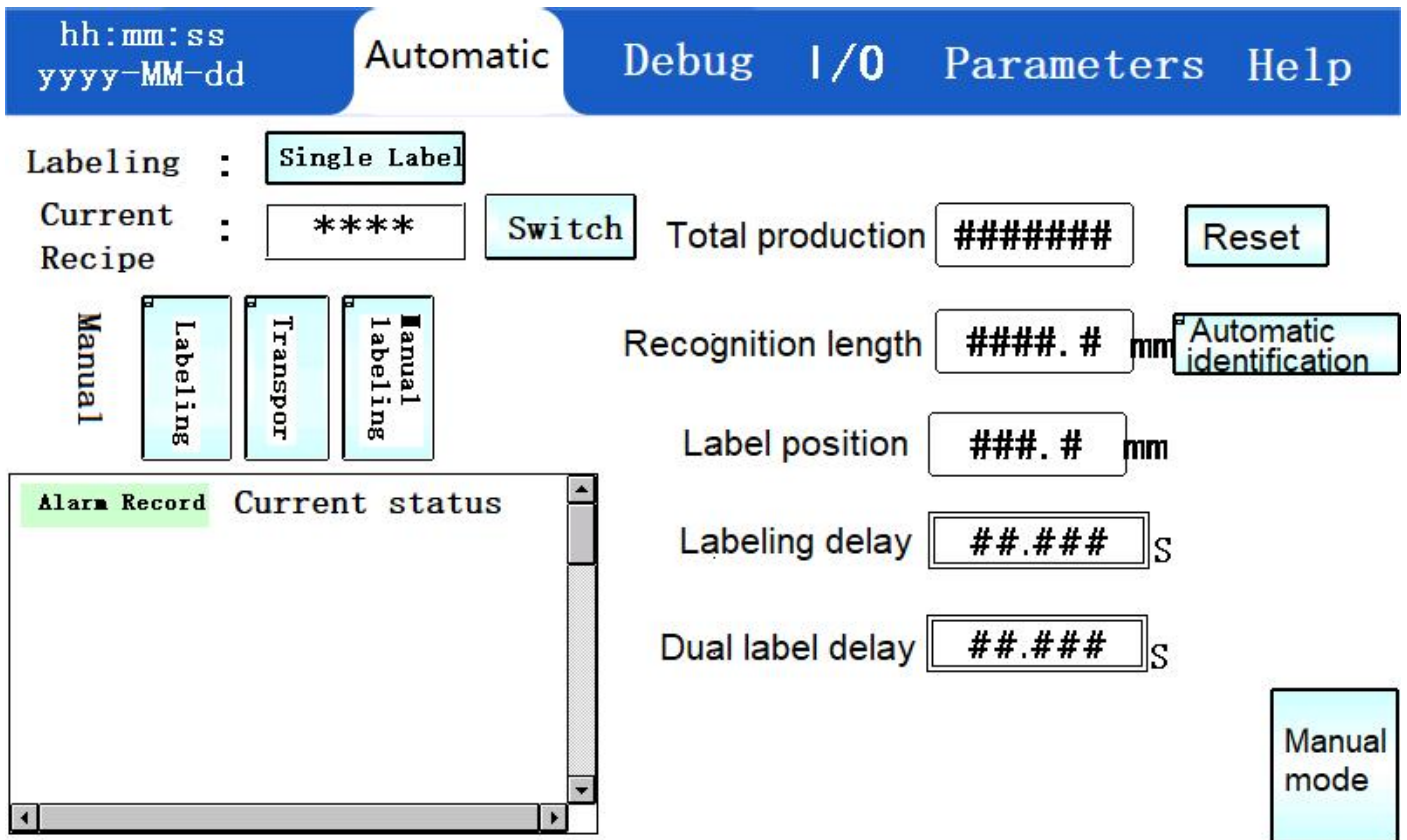 hh:mm:ss
yyyy-MM-dd
Automatic
Debug
I/O
Parameters
Help
Labeling :
Single Label
Current
Recipe
:
****
Switch
Total production
#######
Reset
Manual
Labeling
Transpor
Manual
labeling
Recognition length
####.#
mm
Automatic
identification
Label position
###.#
mm
Alarm Record
Current status
Labeling delay
##.###
S
Dual label delay
##.###
S
Manual
mode